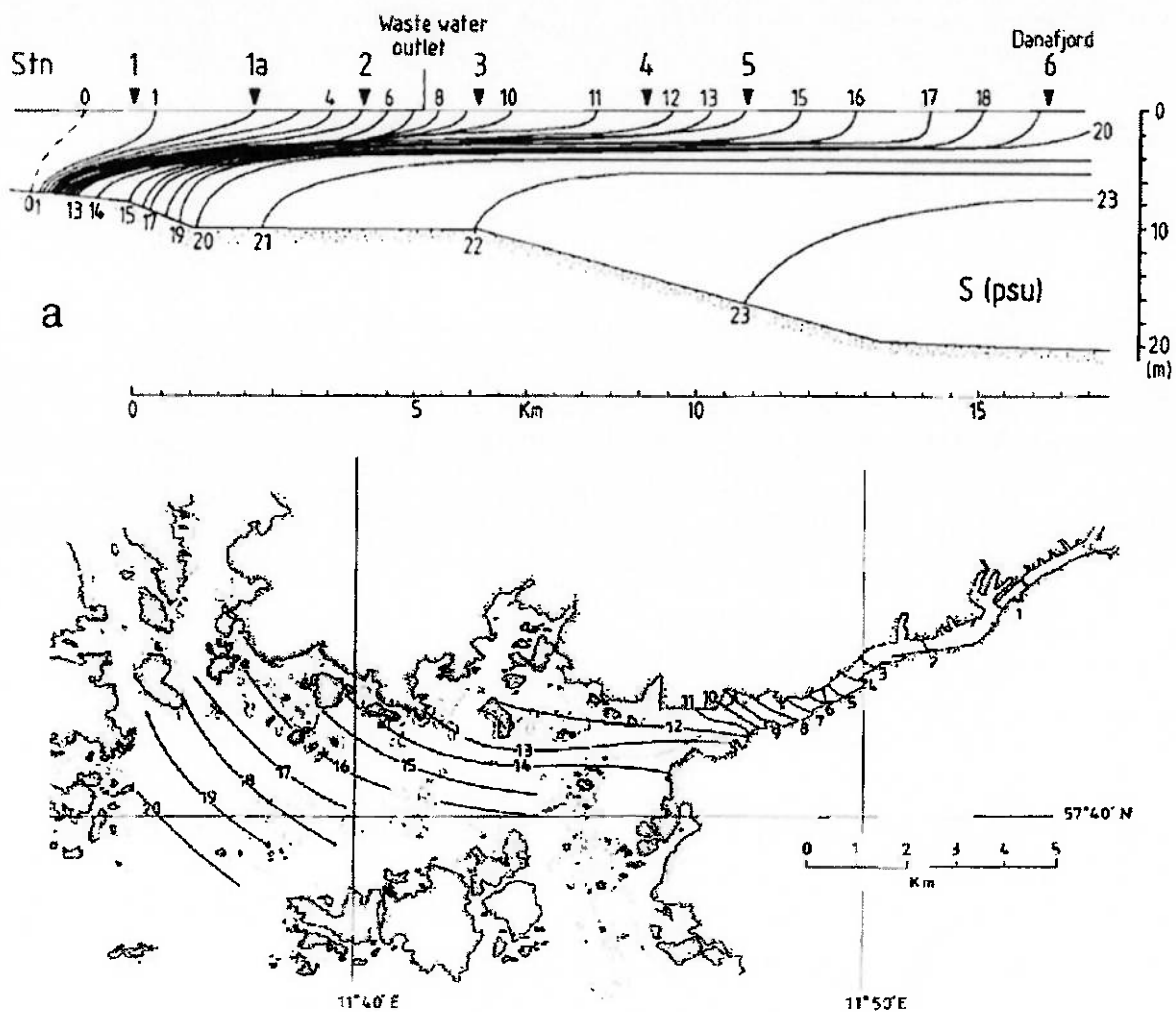 Waste water
outlet
Danafjord
Stn 1 1a 2 3 4 5 6
0 1 4 6 8 10 11 12 13 15 16 17 18 0
20
01 13 14 15 17 19 20 21 22 23
23
10
S (psu)
a
20
(m)
0 5 Km 10 15
1
2
3
4
5
6
7
8
9
10
11
12
13
14
15
16
17
18
19
20
57°40' N
0 1 2 3 4 5
Km
11°40' E 11°50' E